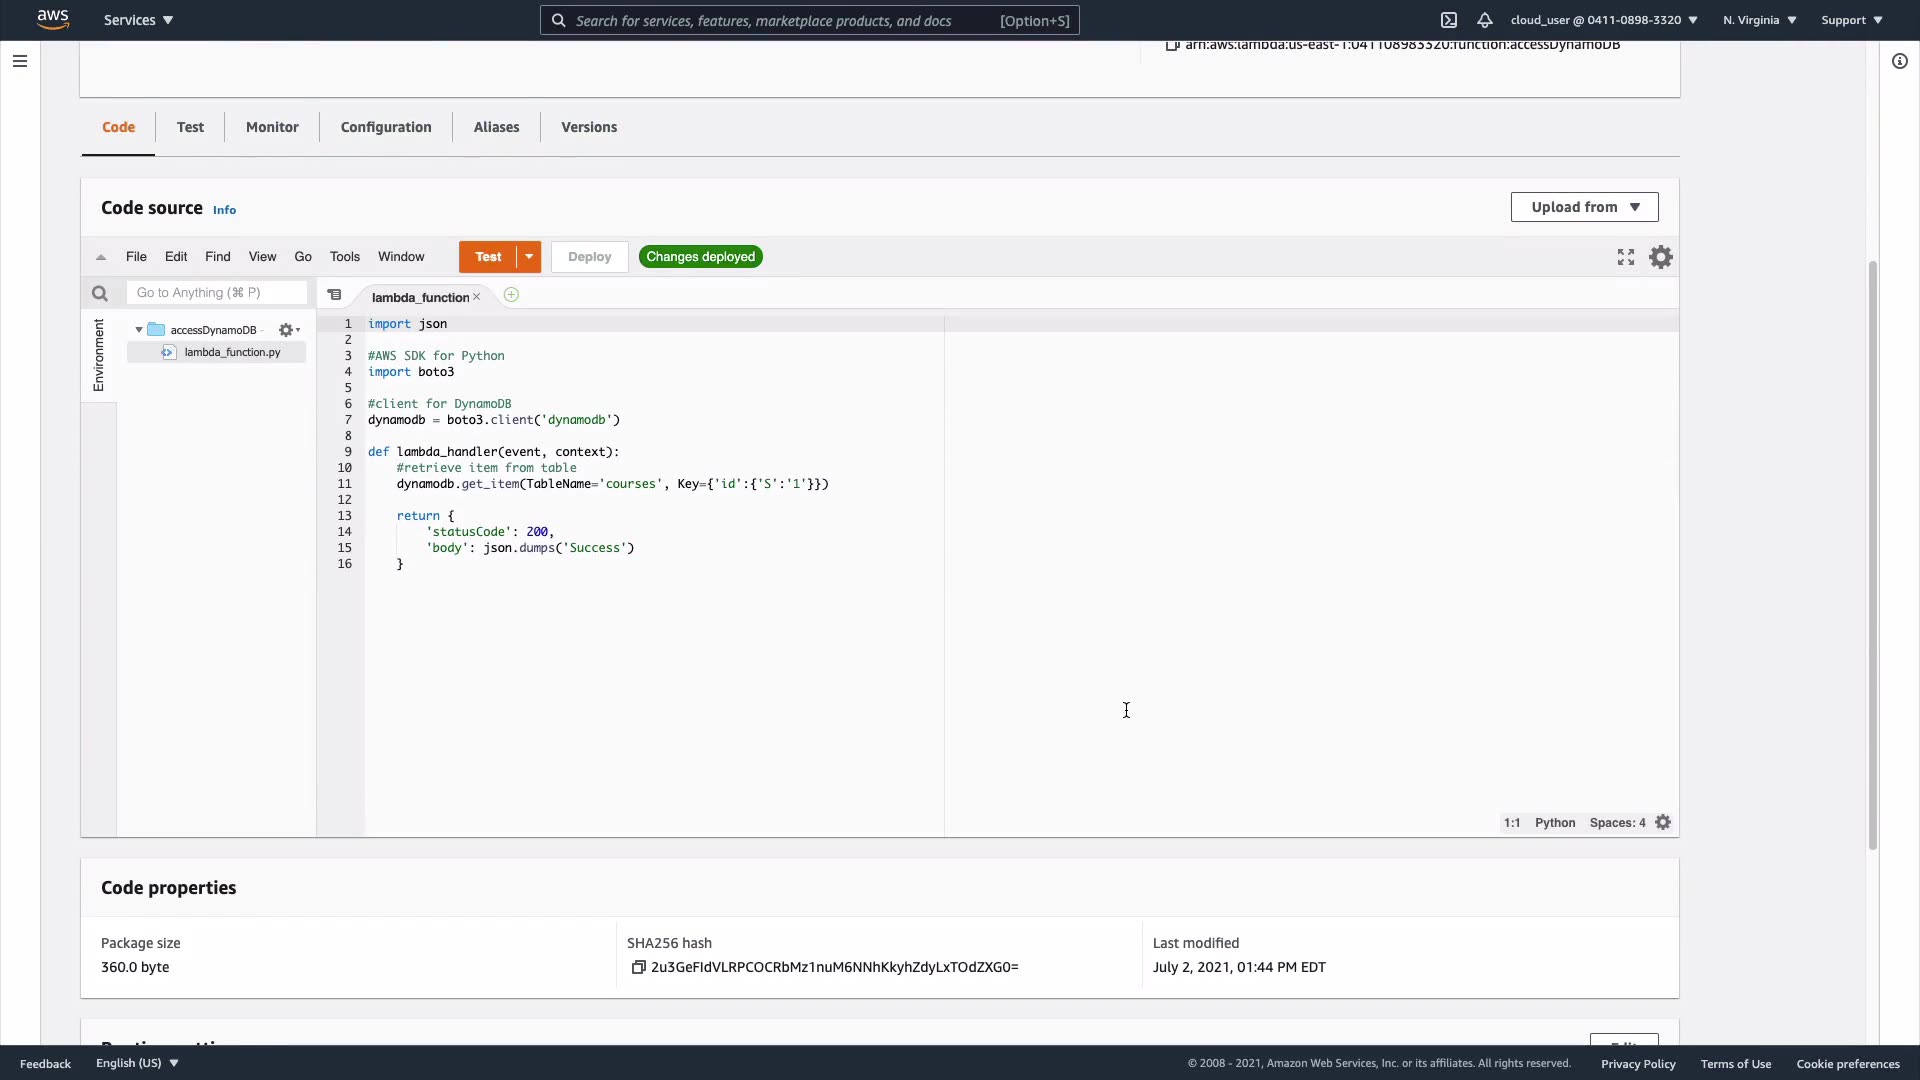 aws
Services
Search for services, features, marketplace products, and docs
[Option+S]
cloud_user @ 0411-0898-3320
N. Virginia
Support
arn:aws:lambda:us-east-1:041108983320:function:accessDynamoDB
Code
Test
Monitor
Configuration
Aliases
Versions
Code source
Info
Upload from
File
Edit
Find
View
Go
Tools
Window
Test
Deploy
Changes deployed
Go to Anything (⌘ P)
lambda_function
Environment
accessDynamoDB -
lambda_function.py
1 import json
2
3 #AWS SDK for Python
4 import boto3
5
6 #client for DynamoDB
7 dynamodb = boto3.client('dynamodb')
8
9 def lambda_handler(event, context):
10     #retrieve item from table
11     dynamodb.get_item(TableName='courses', Key={'id':{'S':'1'}})
12
13     return {
14         'statusCode': 200,
15         'body': json.dumps('Success')
16     }
1:1
Python
Spaces: 4
Code properties
Package size
360.0 byte
SHA256 hash
2u3GeFIdVLRPCOCRbMz1nuM6NNhKkyhZdyLxTOdZXG0=
Last modified
July 2, 2021, 01:44 PM EDT
Feedback
English (US)
© 2008 - 2021, Amazon Web Services, Inc. or its affiliates. All rights reserved.
Privacy Policy
Terms of Use
Cookie preferences